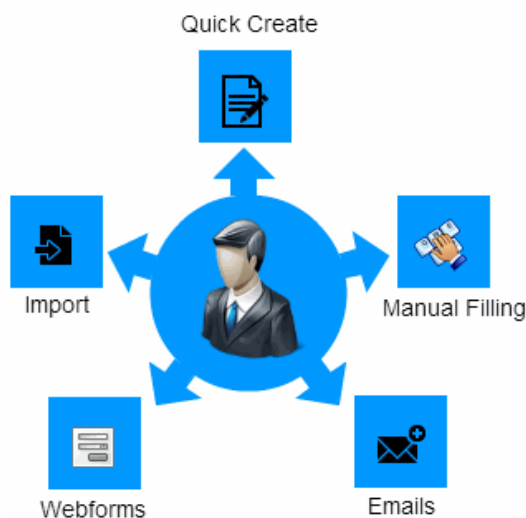 Quick Create
Import
Manual Filling
Webforms
Emails